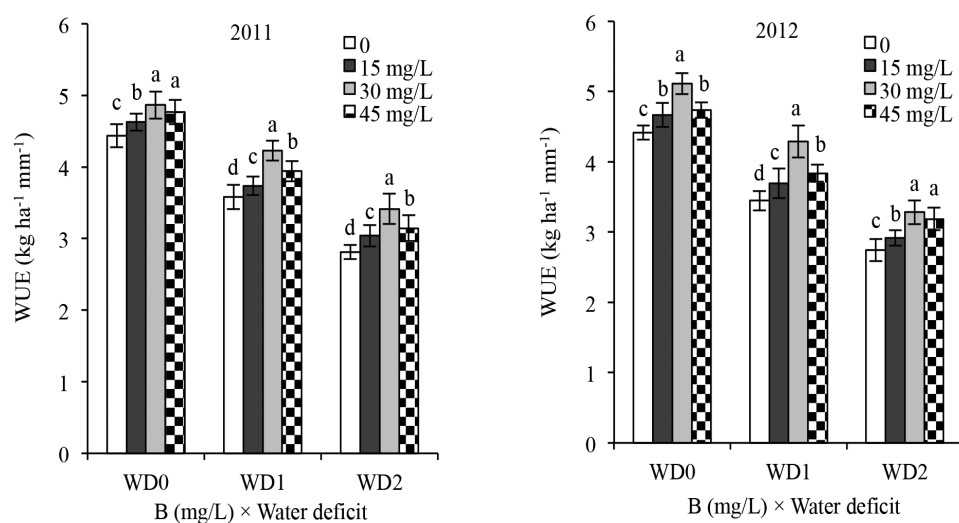 2011
0
15 mg/L
30 mg/L
45 mg/L
WUE (kg ha⁻¹ mm⁻¹)
6
5
4
3
2
1
0
c b a a
d c a b
d c a b
WD0 WD1 WD2
B (mg/L) × Water deficit
2012
0
15 mg/L
30 mg/L
45 mg/L
WUE (kg ha⁻¹ mm⁻¹)
6
5
4
3
2
1
0
c b a b
d c a b
c b a a
WD0 WD1 WD2
B (mg/L) × Water deficit